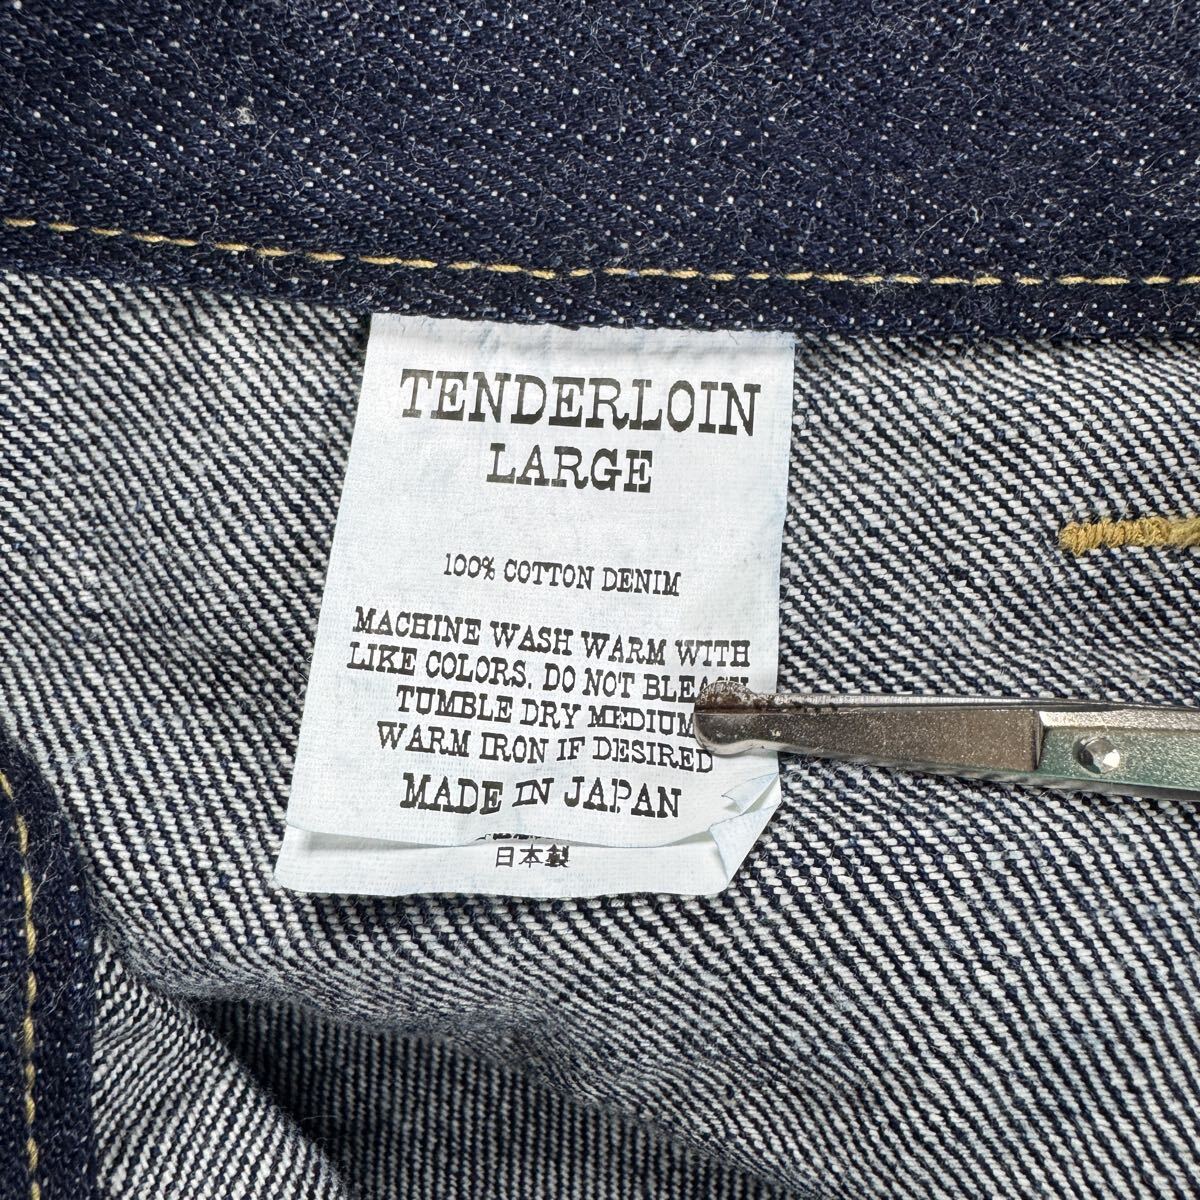 TENDERLOIN
LARGE
100% COTTON DENIM
MACHINE WASH WARM WITH
LIKE COLORS. DO NOT BLEACH
TUMBLE DRY MEDIUM
WARM IRON IF DESIRED
MADE IN JAPAN
日本製